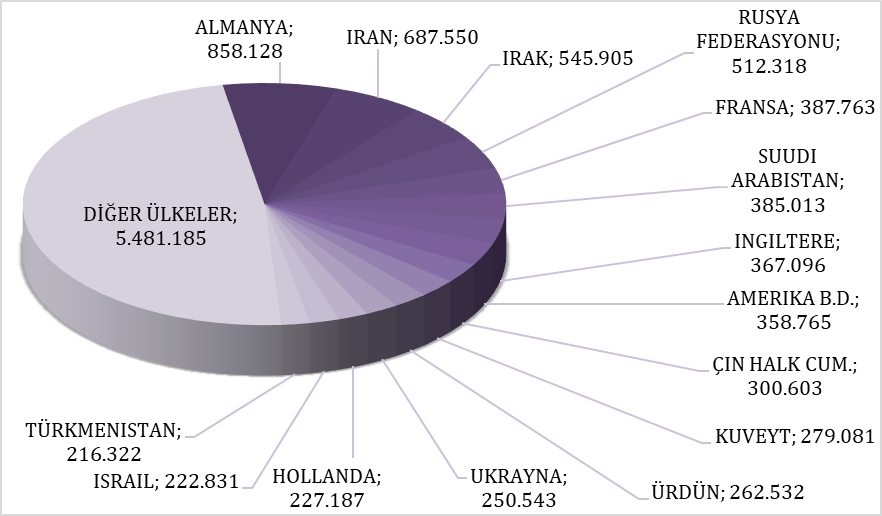 ALMANYA;
858.128
IRAN; 687.550
IRAK; 545.905
RUSYA
FEDERASYONU;
512.318
FRANSA; 387.763
SUUDI
ARABISTAN;
385.013
INGILTERE;
367.096
AMERIKA B.D.;
358.765
ÇIN HALK CUM.;
300.603
KUVEYT; 279.081
ÜRDÜN; 262.532
UKRAYNA;
250.543
HOLLANDA;
227.187
ISRAIL; 222.831
TÜRKMENISTAN;
216.322
DİĞER ÜLKELER;
5.481.185